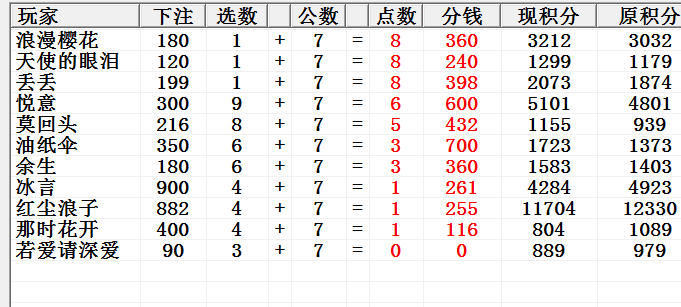 玩家 下注 选数 公数 点数 分钱 现积分 原积分
浪漫樱花 180 1 + 7 = 8 360 3212 3032
天使的眼泪 120 1 + 7 = 8 240 1299 1179
丢丢 199 1 + 7 = 8 398 2073 1874
悦意 300 9 + 7 = 6 600 5101 4801
莫回头 216 8 + 7 = 5 432 1155 939
油纸伞 350 6 + 7 = 3 700 1723 1373
余生 180 6 + 7 = 3 360 1583 1403
冰言 900 4 + 7 = 1 261 4284 4923
红尘浪子 882 4 + 7 = 1 255 11704 12330
那时花开 400 4 + 7 = 1 116 804 1089
若爱请深爱 90 3 + 7 = 0 0 889 979